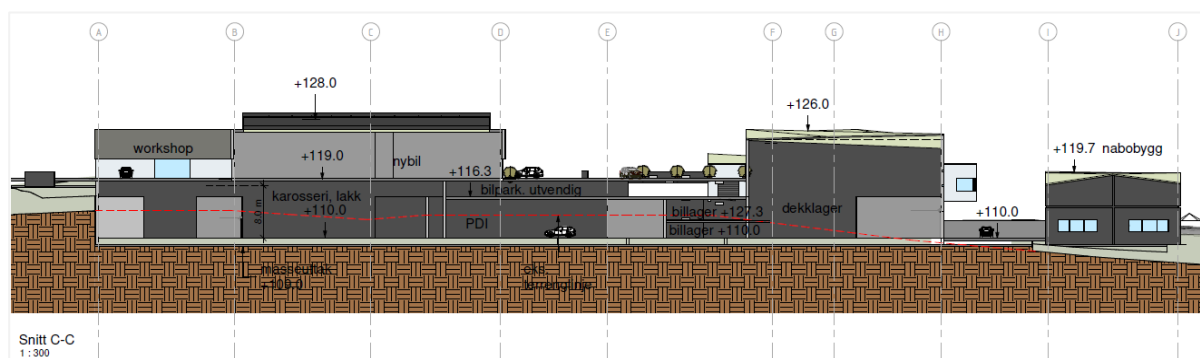 A B C D E F G H I J
+128.0
+126.0
workshop
nybil
+119.7 nabobygg
+119.0
+116.3
bilpark. utvendig
karosseri, lakk
+110.0
8.0 m
PDI
billager +127.3
billager +110.0
dekklager
+110.0
masseuttak
+109.0
eks.
terrenglinje
Snitt C-C
1 : 300